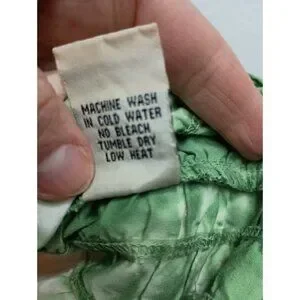 MACHINE WASH
IN COLD WATER
NO BLEACH
TUMBLE DRY
LOW HEAT